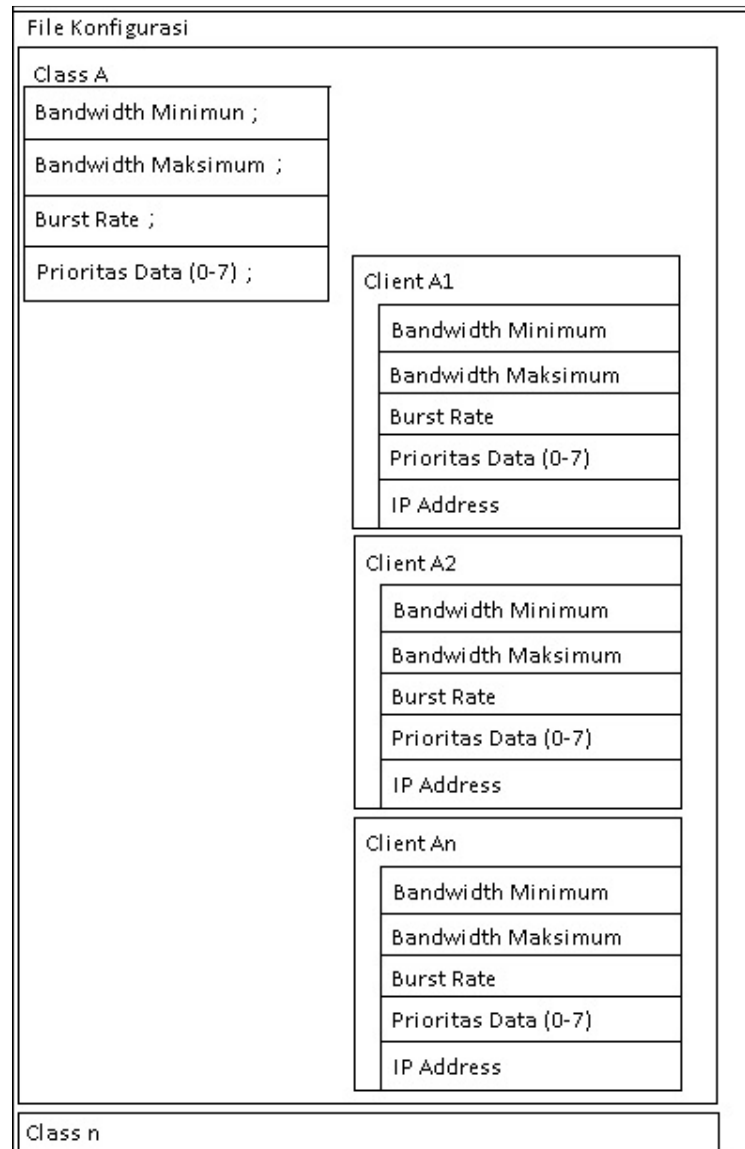 File Konfigurasi
Class A
Bandwidth Minimun ;
Bandwidth Maksimum ;
Burst Rate ;
Prioritas Data (0-7) ;
Client A1
Bandwidth Minimum
Bandwidth Maksimum
Burst Rate
Prioritas Data (0-7)
IP Address
Client A2
Bandwidth Minimum
Bandwidth Maksimum
Burst Rate
Prioritas Data (0-7)
IP Address
Client An
Bandwidth Minimum
Bandwidth Maksimum
Burst Rate
Prioritas Data (0-7)
IP Address
Class n